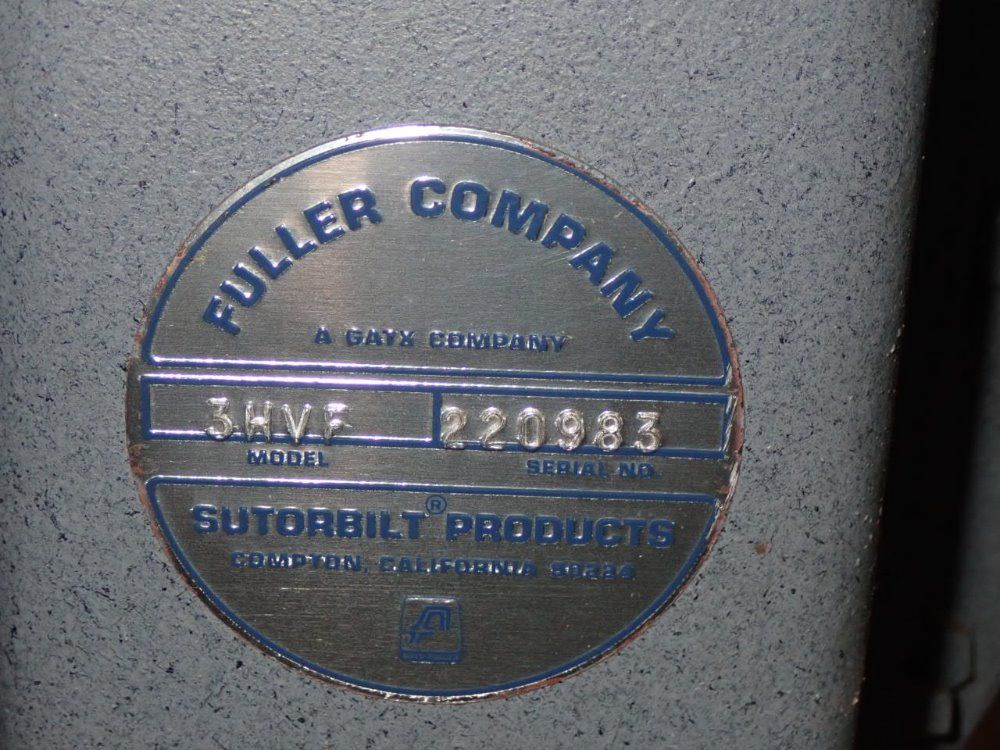 FULLER COMPANY
A GATX COMPANY
3HVF 220983
MODEL SERIAL NO.
SUTORBILT® PRODUCTS
COMPTON, CALIFORNIA 90224